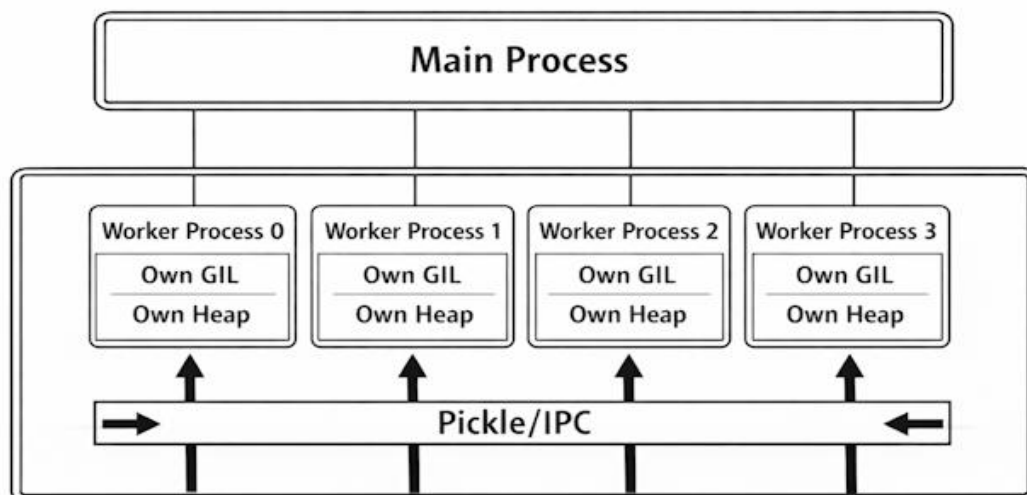 Main Process
Worker Process 0
Own GIL
Own Heap
Worker Process 1
Own GIL
Own Heap
Worker Process 2
Own GIL
Own Heap
Worker Process 3
Own GIL
Own Heap
Pickle/IPC